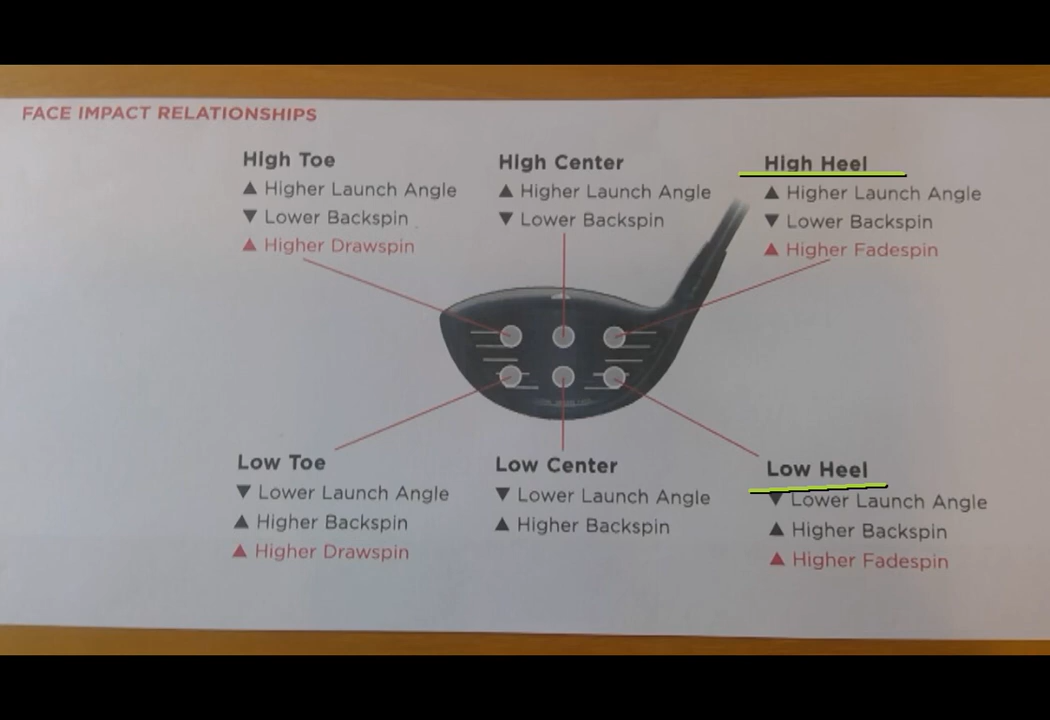 FACE IMPACT RELATIONSHIPS
High Toe
▲ Higher Launch Angle
▼ Lower Backspin
▲ Higher Drawspin
High Center
▲ Higher Launch Angle
▼ Lower Backspin
High Heel
▲ Higher Launch Angle
▼ Lower Backspin
▲ Higher Fadespin
Low Toe
▼ Lower Launch Angle
▲ Higher Backspin
▲ Higher Drawspin
Low Center
▼ Lower Launch Angle
▲ Higher Backspin
Low Heel
▼ Lower Launch Angle
▲ Higher Backspin
▲ Higher Fadespin